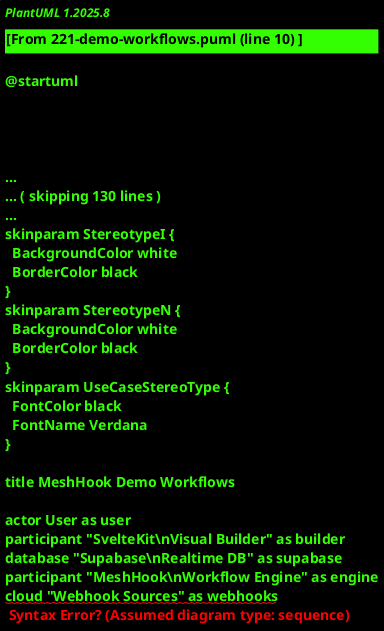 PlantUML 1.2025.8
[From 221-demo-workflows.puml (line 10) ]
@startuml
...
... ( skipping 130 lines )
...
skinparam StereotypeI {
  BackgroundColor white
  BorderColor black
}
skinparam StereotypeN {
  BackgroundColor white
  BorderColor black
}
skinparam UseCaseStereoType {
  FontColor black
  FontName Verdana
}
title MeshHook Demo Workflows
actor User as user
participant "SvelteKit\nVisual Builder" as builder
database "Supabase\nRealtime DB" as supabase
participant "MeshHook\nWorkflow Engine" as engine
cloud "Webhook Sources" as webhooks
Syntax Error? (Assumed diagram type: sequence)